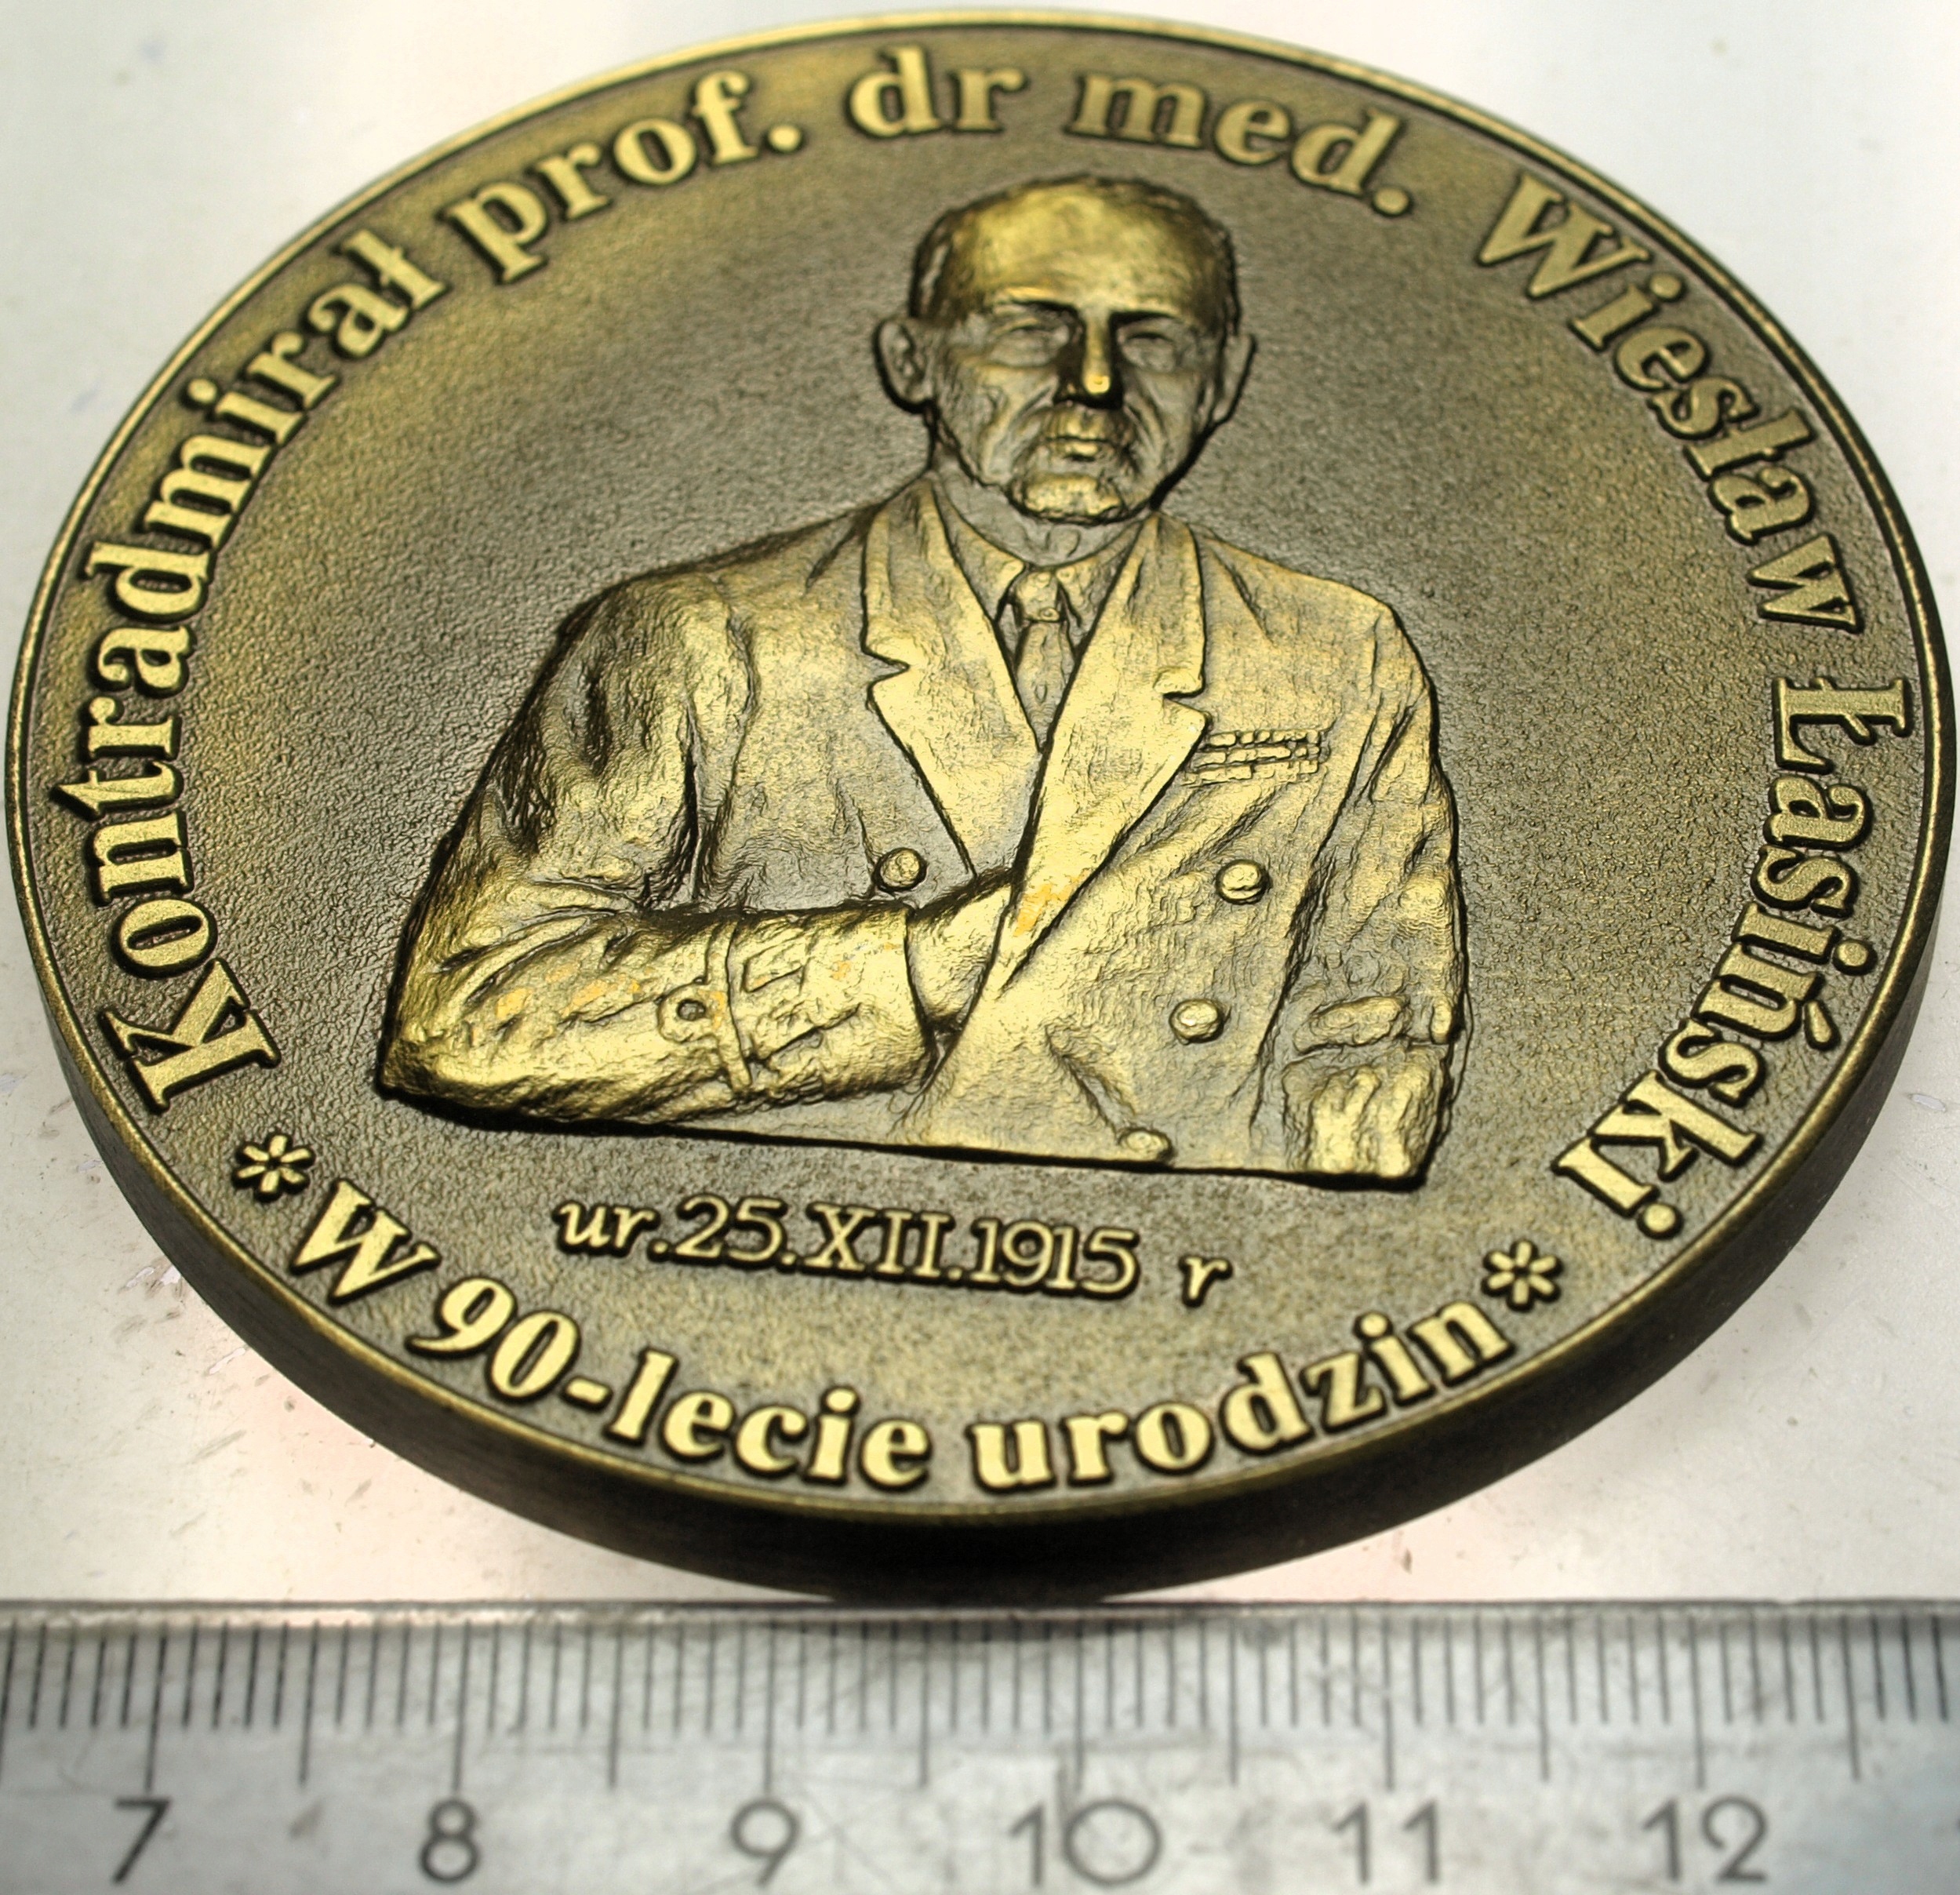 Kontradmirał prof. dr med. Wiesław Łasiński
ur.25.XII.1915 r
* W 90-lecie urodzin *
7 8 9 10 11 12